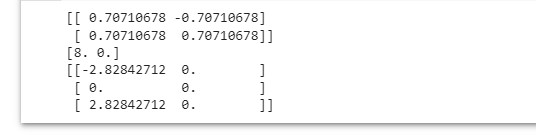 [[ 0.70710678 -0.70710678]
 [ 0.70710678  0.70710678]]
[8. 0.]
[[-2.82842712  0.        ]
 [ 0.          0.        ]
 [ 2.82842712  0.        ]]